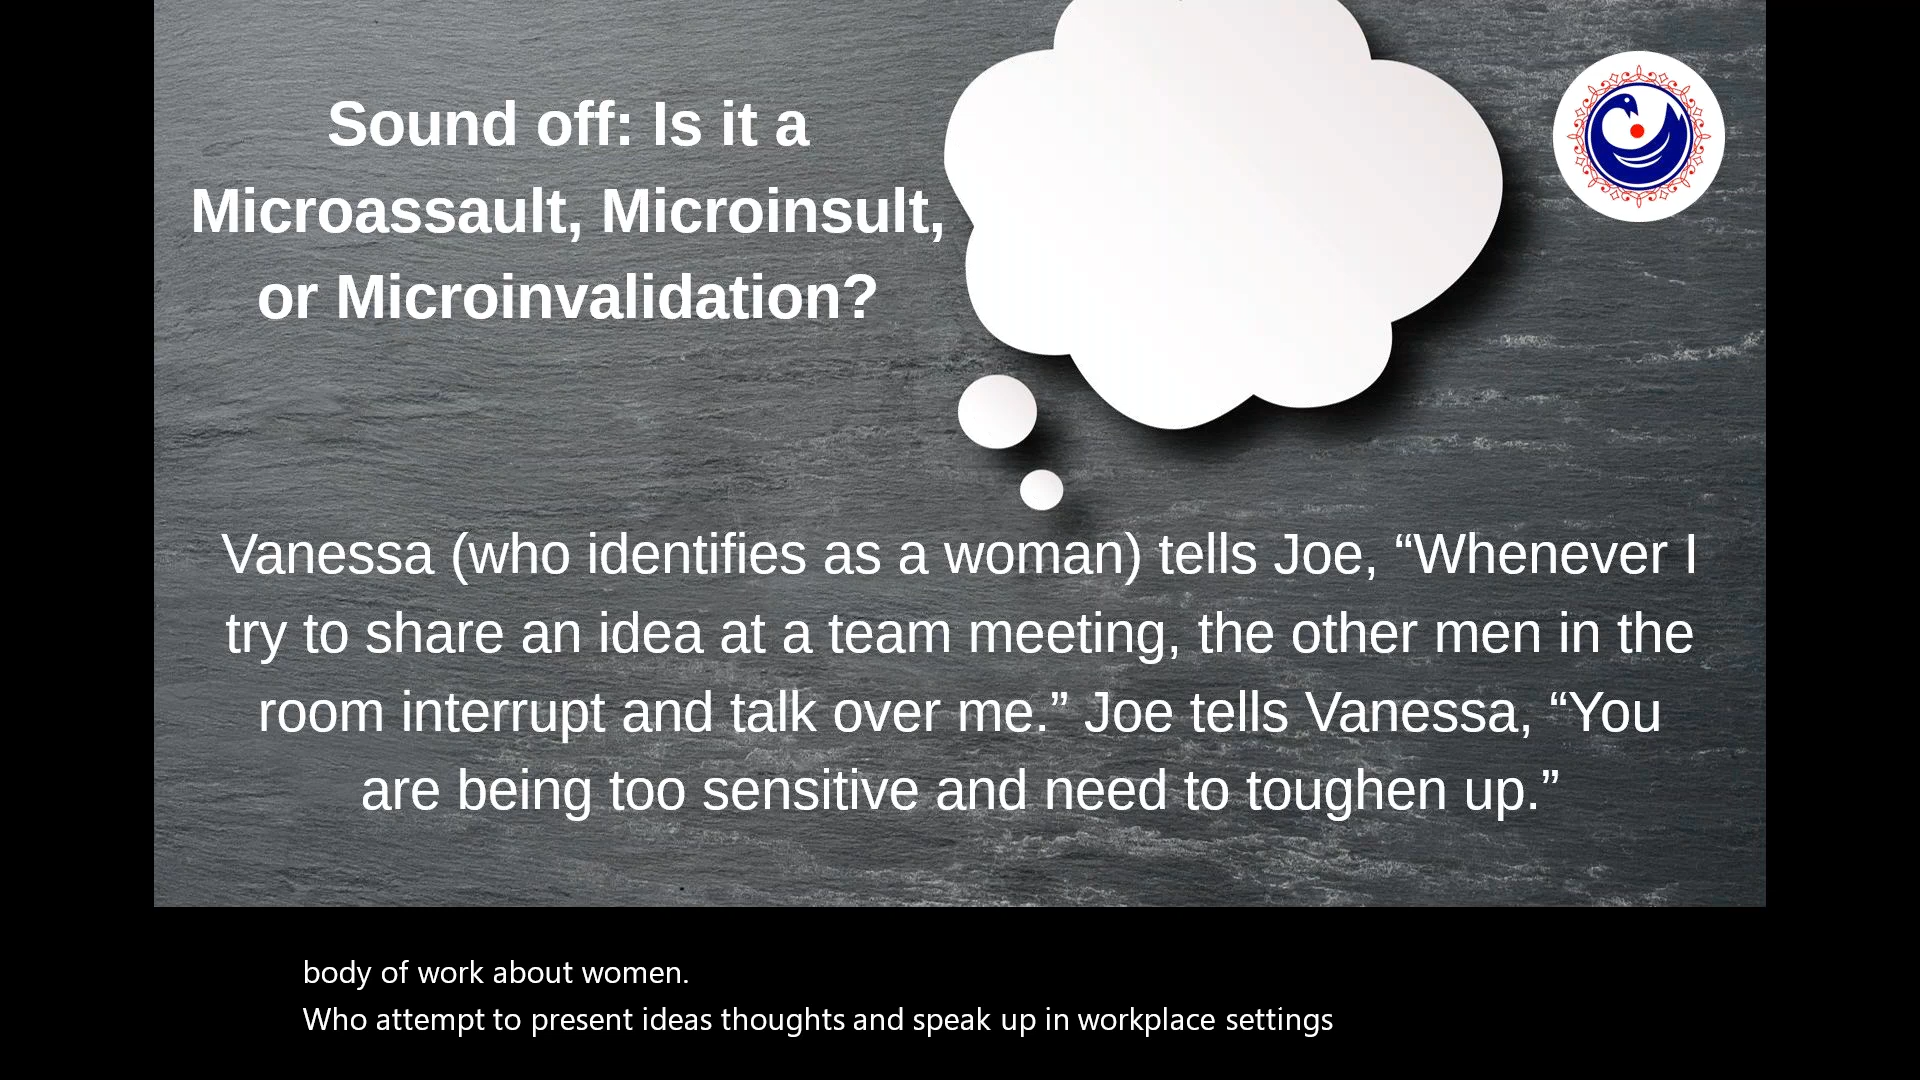 Sound off: Is it a
Microassault, Microinsult,
or Microinvalidation?
Vanessa (who identifies as a woman) tells Joe, “Whenever I
try to share an idea at a team meeting, the other men in the
room interrupt and talk over me.” Joe tells Vanessa, “You
are being too sensitive and need to toughen up.”
body of work about women.
Who attempt to present ideas thoughts and speak up in workplace settings